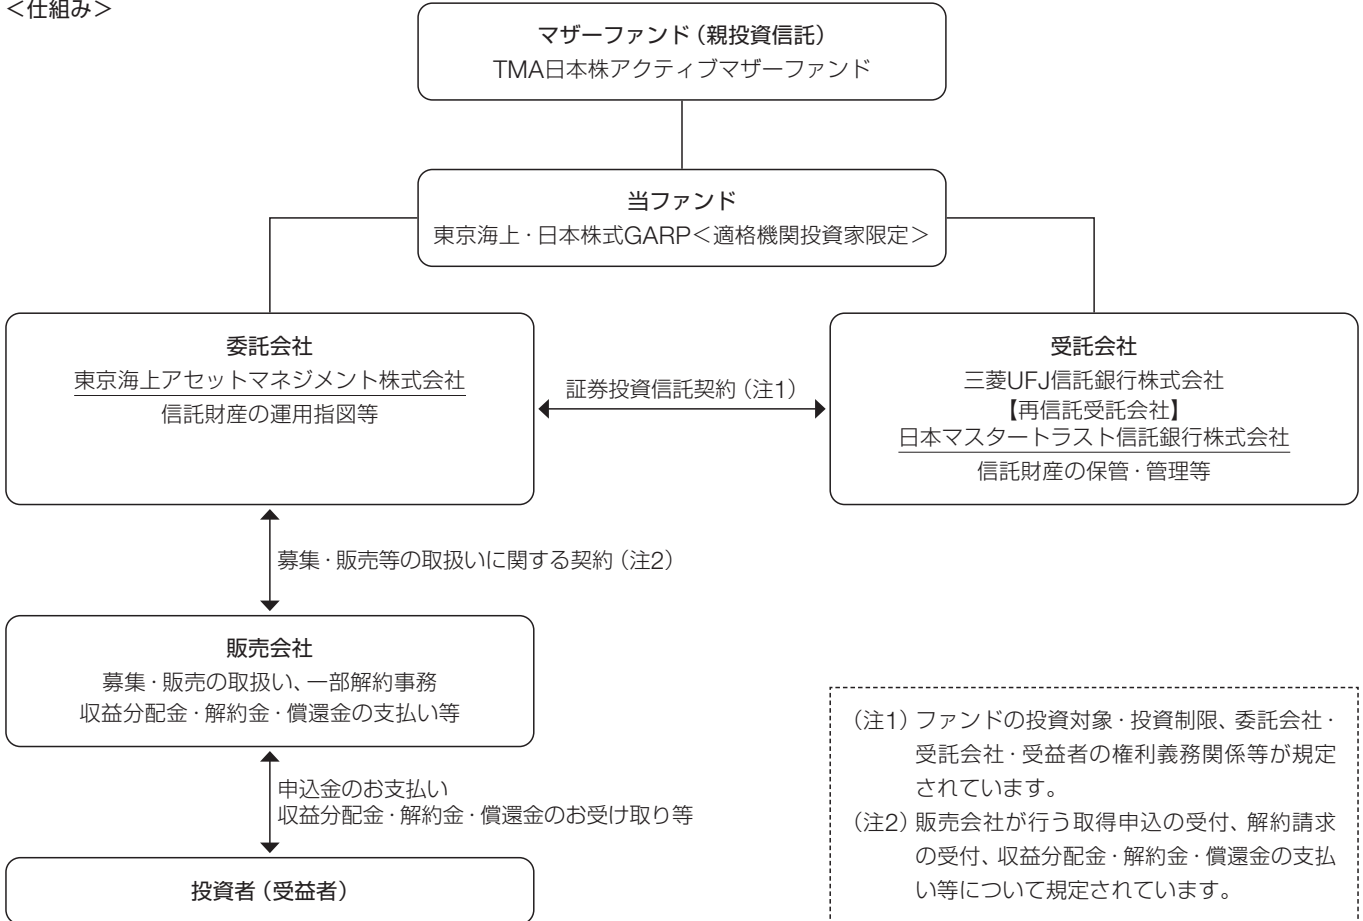 ＜仕組み＞
マザーファンド（親投資信託）
TMA日本株アクティブマザーファンド
当ファンド
東京海上・日本株式GARP＜適格機関投資家限定＞
委託会社
東京海上アセットマネジメント株式会社
信託財産の運用指図等
証券投資信託契約（注1）
受託会社
三菱UFJ信託銀行株式会社
【再信託受託会社】
日本マスタートラスト信託銀行株式会社
信託財産の保管・管理等
募集・販売等の取扱いに関する契約（注2）
販売会社
募集・販売の取扱い、一部解約事務
収益分配金・解約金・償還金の支払い等
申込金のお支払い
収益分配金・解約金・償還金のお受け取り等
投資者（受益者）
（注1）ファンドの投資対象・投資制限、委託会社・
受託会社・受益者の権利義務関係等が規定
されています。
（注2）販売会社が行う取得申込の受付、解約請求
の受付、収益分配金・解約金・償還金の支払
い等について規定されています。